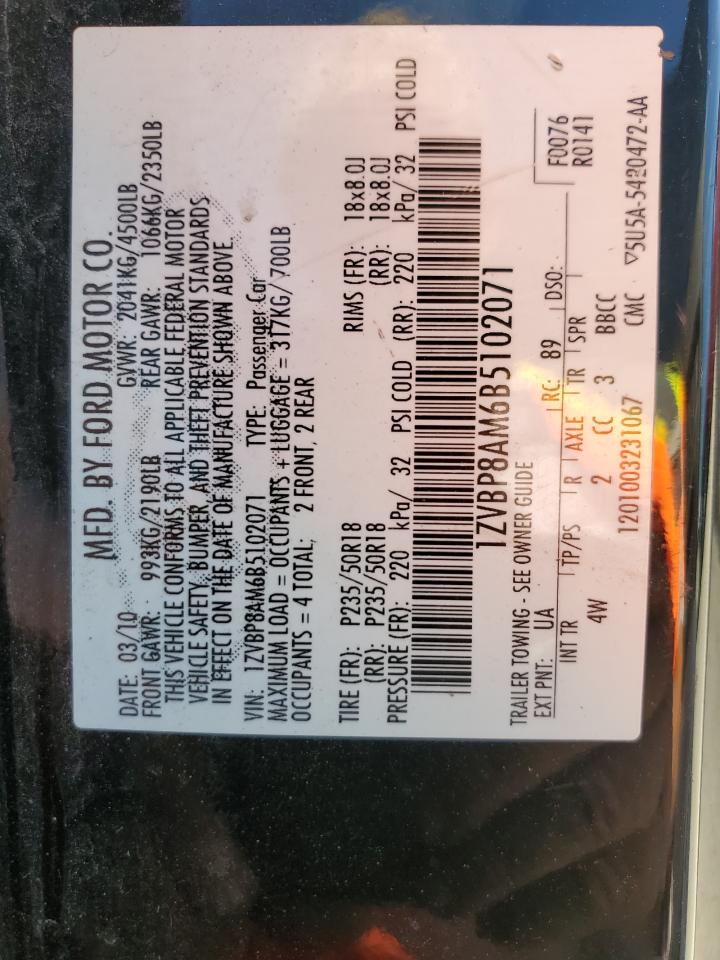 MFD. BY FORD MOTOR CO.
DATE: 03/10 GVWR: 2041KG/4500LB
FRONT GAWR: 993KG/2190LB REAR GAWR: 1066KG/2350LB
THIS VEHICLE CONFORMS TO ALL APPLICABLE FEDERAL MOTOR
VEHICLE SAFETY, BUMPER, AND THEFT PREVENTION STANDARDS
IN EFFECT ON THE DATE OF MANUFACTURE SHOWN ABOVE.
VIN: 1ZVBP8AM6B5102071 TYPE: Passenger Car
MAXIMUM LOAD = OCCUPANTS + LUGGAGE = 317KG/700LB
OCCUPANTS = 4 TOTAL; 2 FRONT, 2 REAR
TIRE (FR): P235/50R18 RIMS (FR): 18x8.0J
(RR): P235/50R18 (RR): 18x8.0J
PRESSURE (FR): 220 kPa/ 32 PSI COLD (RR): 220 kPa/ 32 PSI COLD
1ZVBP8AM6B5102071
TRAILER TOWING - SEE OWNER GUIDE
F0076
EXT PNT: UA RC: 89 DSO: R0141
INT TR TP/PS R AXLE TR SPR
4W 2 CC 3 BBCC
1201003231067 CMC ▽5U5A-5420472-AA